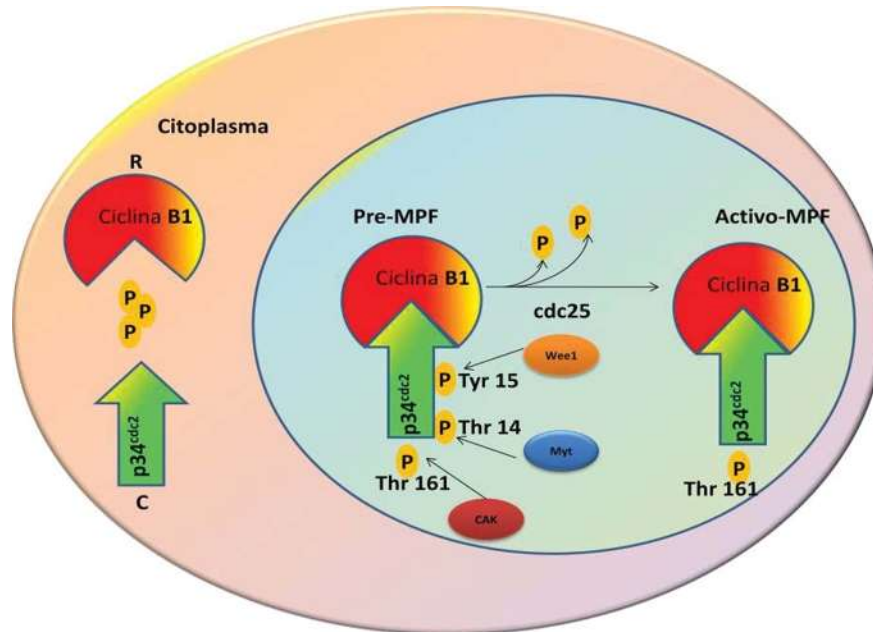 Citoplasma
R
Ciclina B1
P
P
P
p34cdc2
C
Pre-MPF
Ciclina B1
p34cdc2
P
P
cdc25
Wee1
P Tyr 15
P Thr 14
Myt
P
Thr 161
CAK
Activo-MPF
Ciclina B1
p34cdc2
P
Thr 161